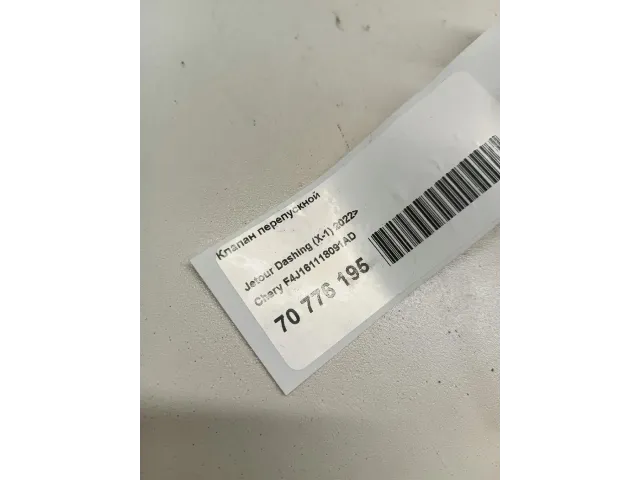 Клапан перепускной
Jetour Dashing (X-1) 2022>
Chery F4J161118091AD
70 776 195